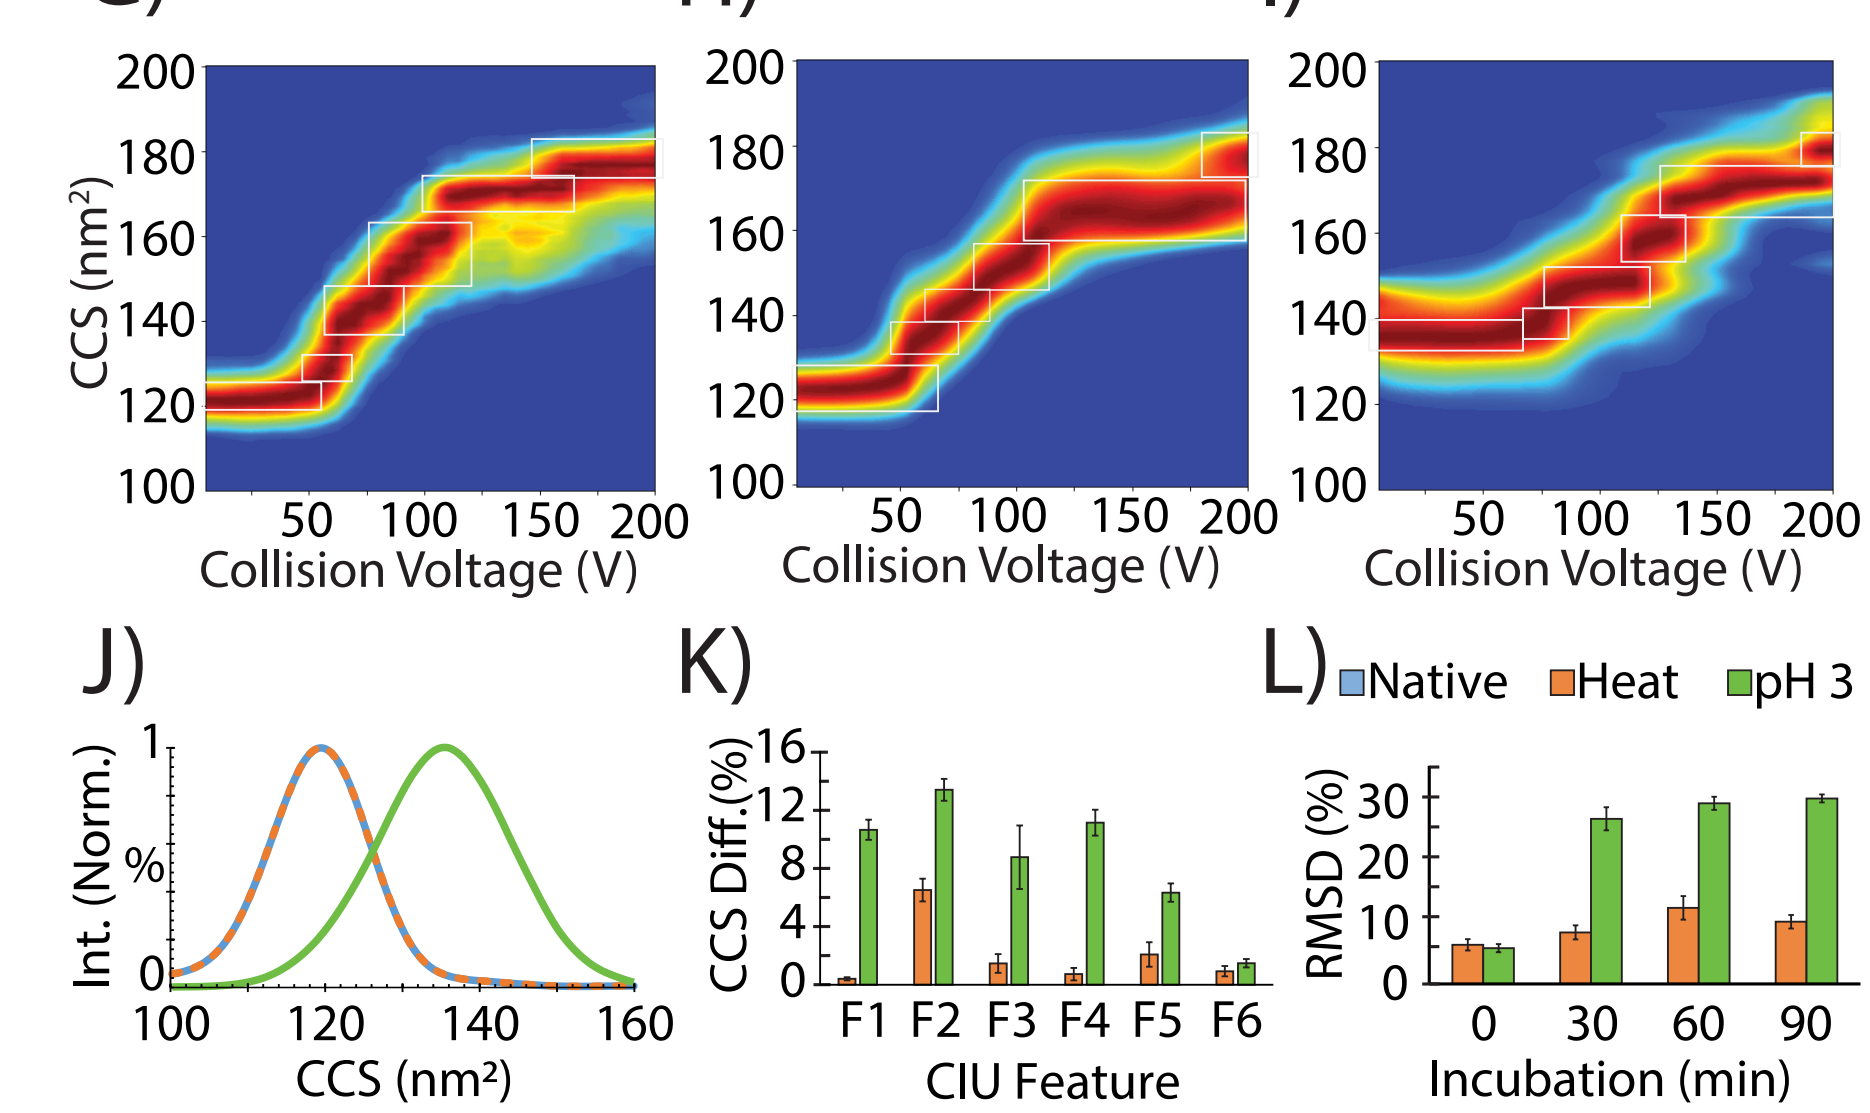 G) H) I)
200 200 200
180 180 180
160 160 160
140 140 140
120 120 120
100 100 100
CCS (nm²)
50 100 150 200 50 100 150 200 50 100 150 200
Collision Voltage (V) Collision Voltage (V) Collision Voltage (V)
J) K) L) Native Heat pH 3
1
%
0
Int. (Norm.)
100 120 140 160
CCS (nm²)
16
12
8
4
0
CCS Diff.(%)
F1 F2 F3 F4 F5 F6
CIU Feature
30
20
10
0
RMSD (%)
0 30 60 90
Incubation (min)